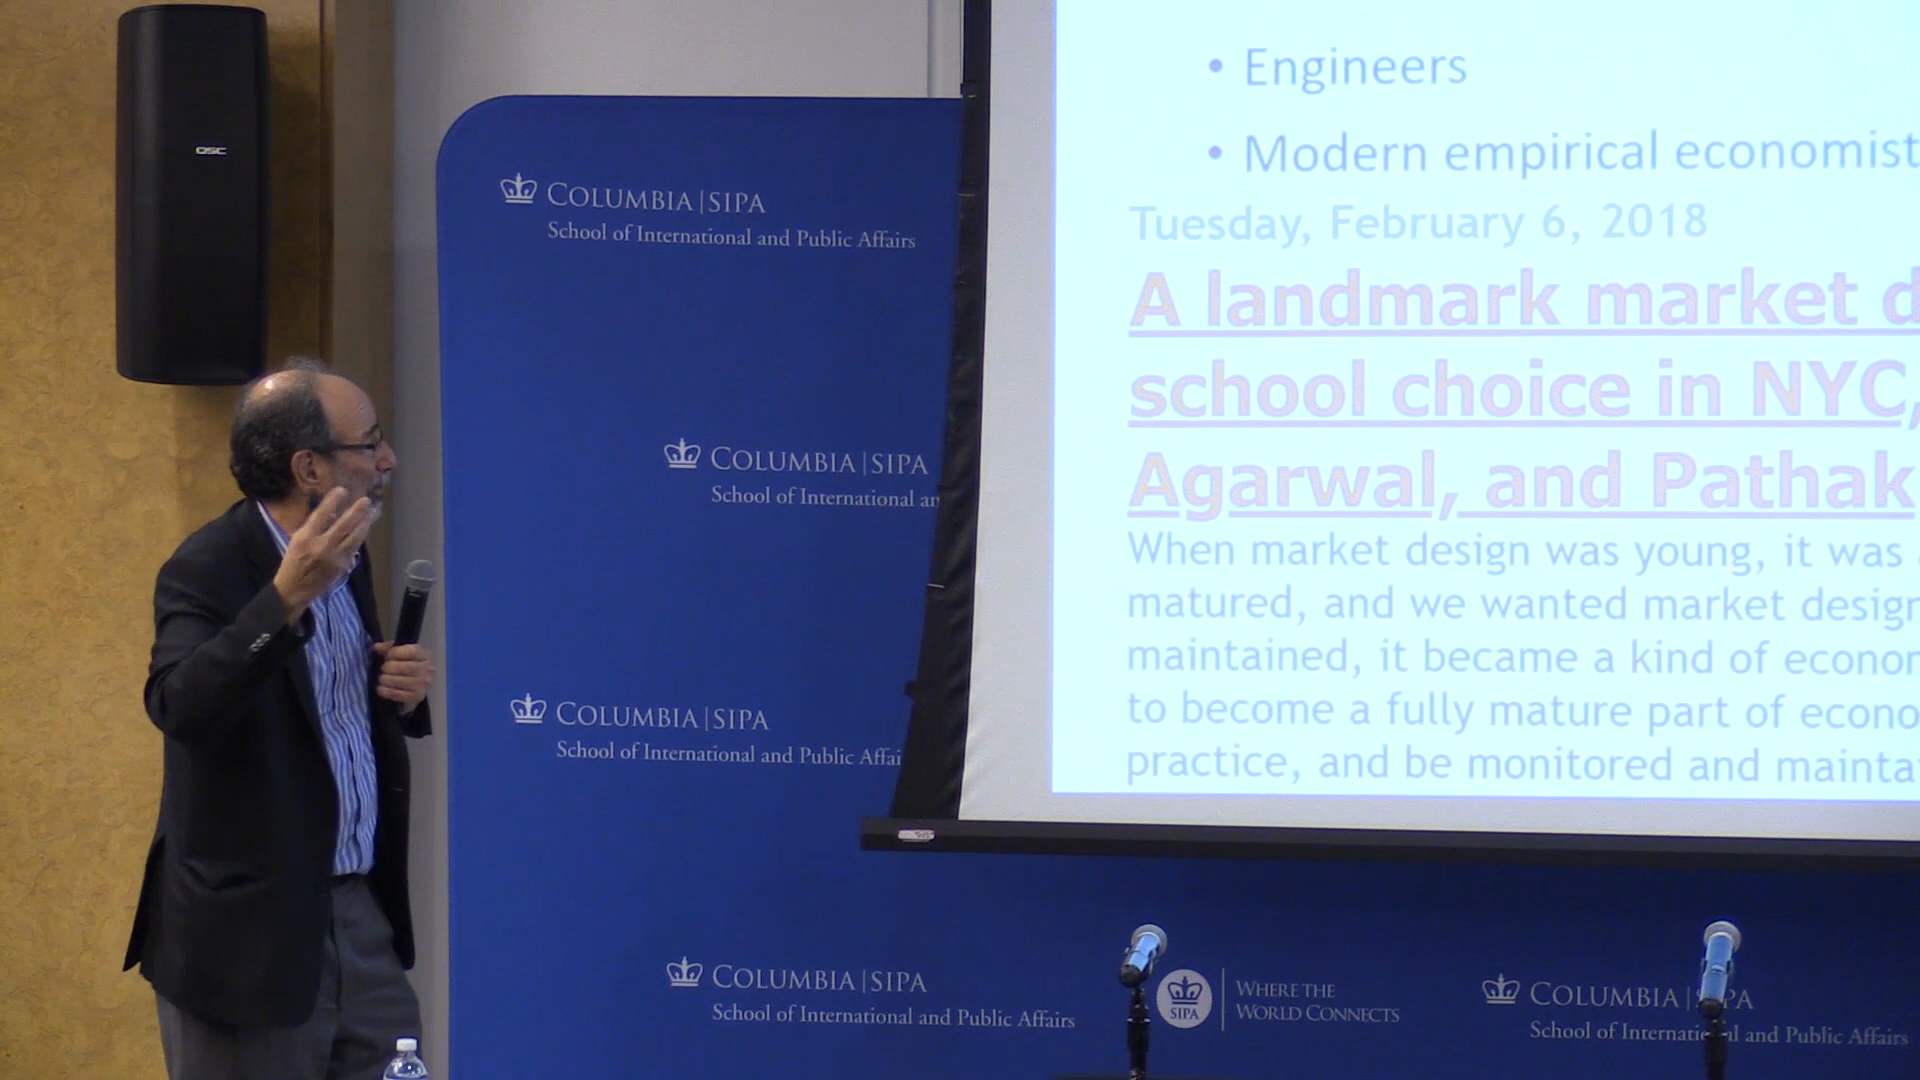 QSC
COLUMBIA | SIPA
School of International and Public Affairs
COLUMBIA | SIPA
School of International an
COLUMBIA | SIPA
School of International and Public Affai
COLUMBIA | SIPA
School of International and Public Affairs
• Engineers
• Modern empirical economist
Tuesday, February 6, 2018
A landmark market d
school choice in NYC,
Agarwal, and Pathak
When market design was young, it was
matured, and we wanted market design
maintained, it became a kind of econom
to become a fully mature part of econo
practice, and be monitored and mainta
SIPA
WHERE THE
WORLD CONNECTS
COLUMBIA | SIPA
School of International and Public Affairs